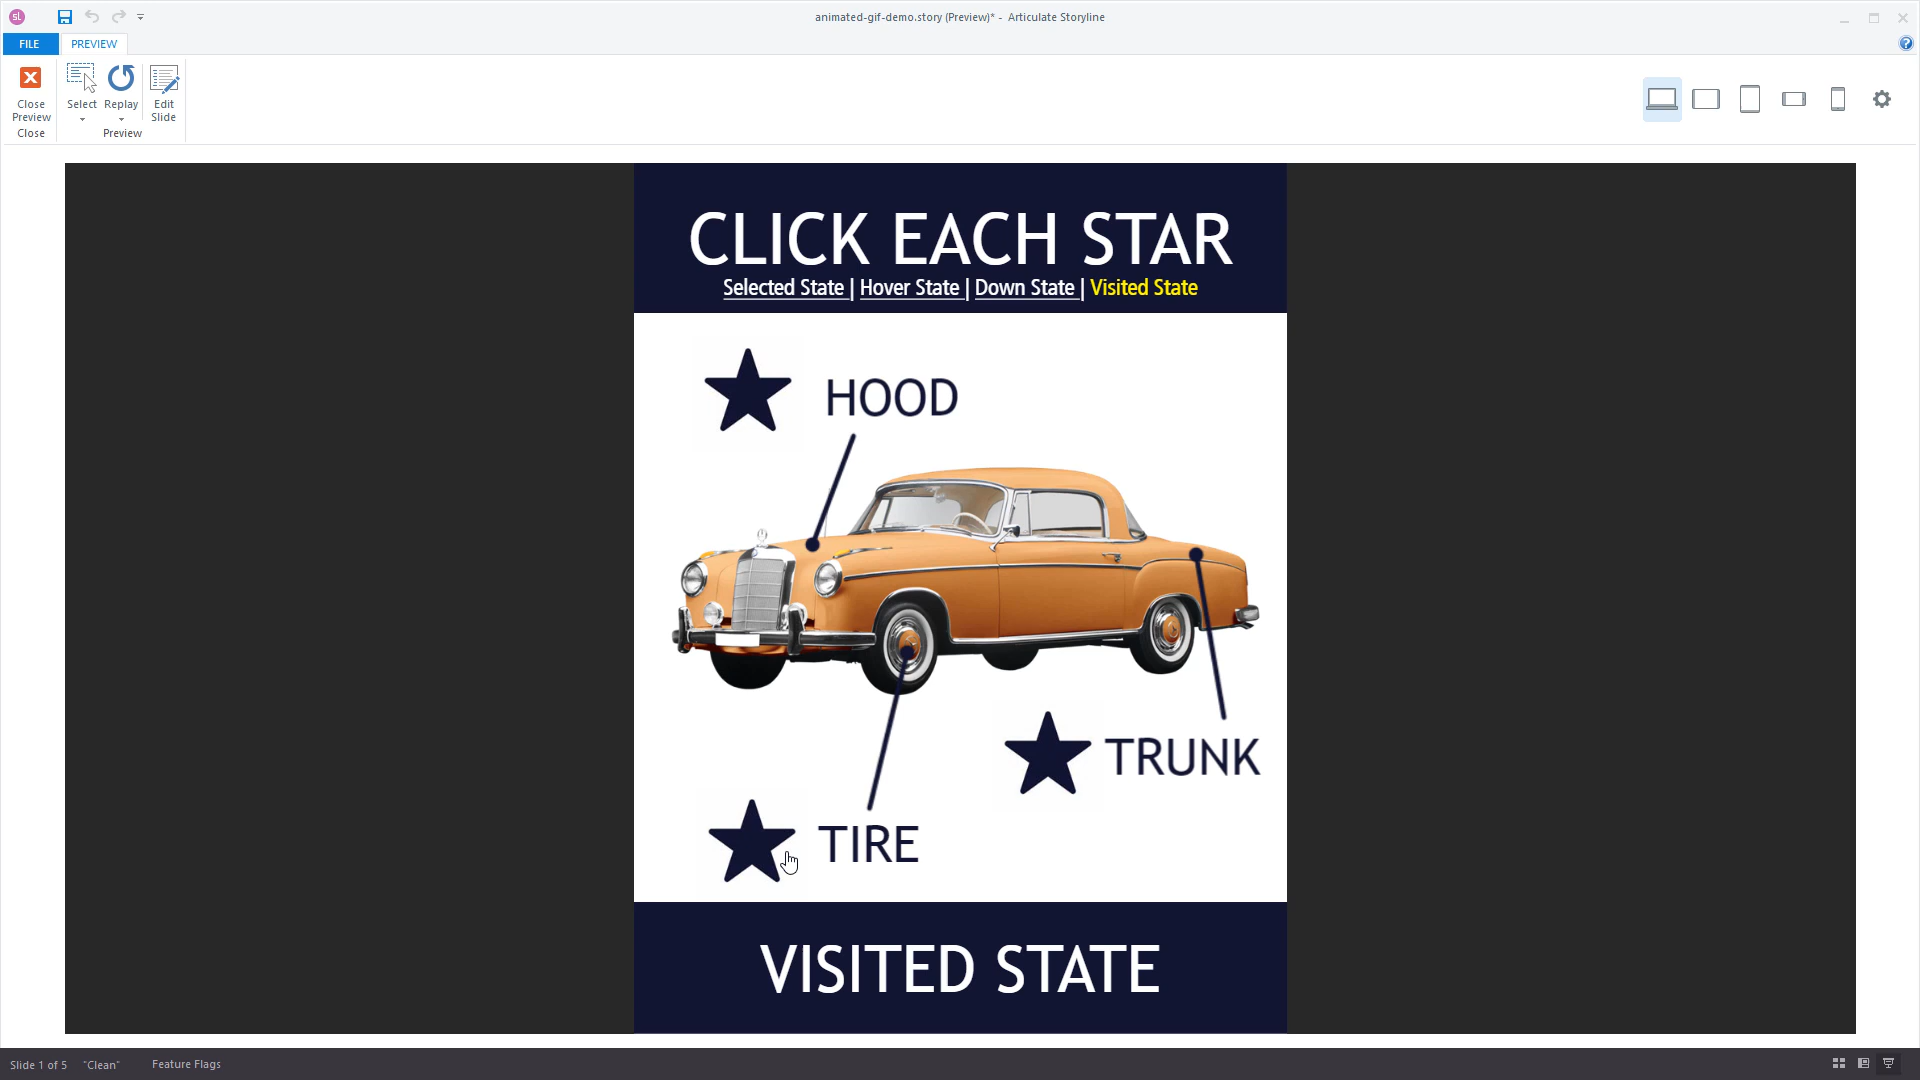 sL
animated-gif-demo.story (Preview)* - Articulate Storyline
FILE
PREVIEW
?
Close Preview
Select
Replay
Edit Slide
Close
Preview
CLICK EACH STAR
Selected State | Hover State | Down State | Visited State
HOOD
TRUNK
TIRE
VISITED STATE
Slide 1 of 5
"Clean"
Feature Flags